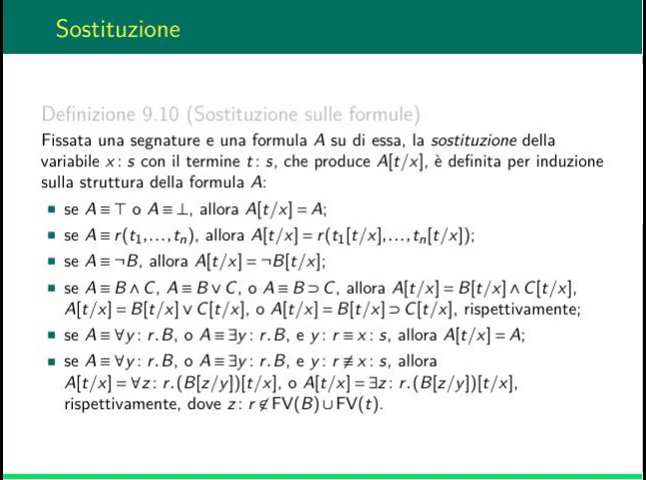 Sostituzione
Definizione 9.10 (Sostituzione sulle formule)
Fissata una segnature e una formula A su di essa, la sostituzione della
variabile x: s con il termine t: s, che produce A[t/x], è definita per induzione
sulla struttura della formula A:
▪ se A ≡ ⊤ o A ≡ ⊥, allora A[t/x] = A;
▪ se A ≡ r(t₁,...,tₙ), allora A[t/x] = r(t₁[t/x],...,tₙ[t/x]);
▪ se A ≡ ¬B, allora A[t/x] = ¬B[t/x];
▪ se A ≡ B ∧ C, A ≡ B ∨ C, o A ≡ B ⊃ C, allora A[t/x] = B[t/x] ∧ C[t/x],
A[t/x] = B[t/x] ∨ C[t/x], o A[t/x] = B[t/x] ⊃ C[t/x], rispettivamente;
▪ se A ≡ ∀y: r.B, o A ≡ ∃y: r.B, e y: r ≡ x: s, allora A[t/x] = A;
▪ se A ≡ ∀y: r.B, o A ≡ ∃y: r.B, e y: r ≢ x: s, allora
A[t/x] = ∀z: r.(B[z/y])[t/x], o A[t/x] = ∃z: r.(B[z/y])[t/x],
rispettivamente, dove z: r ∉ FV(B) ∪ FV(t).